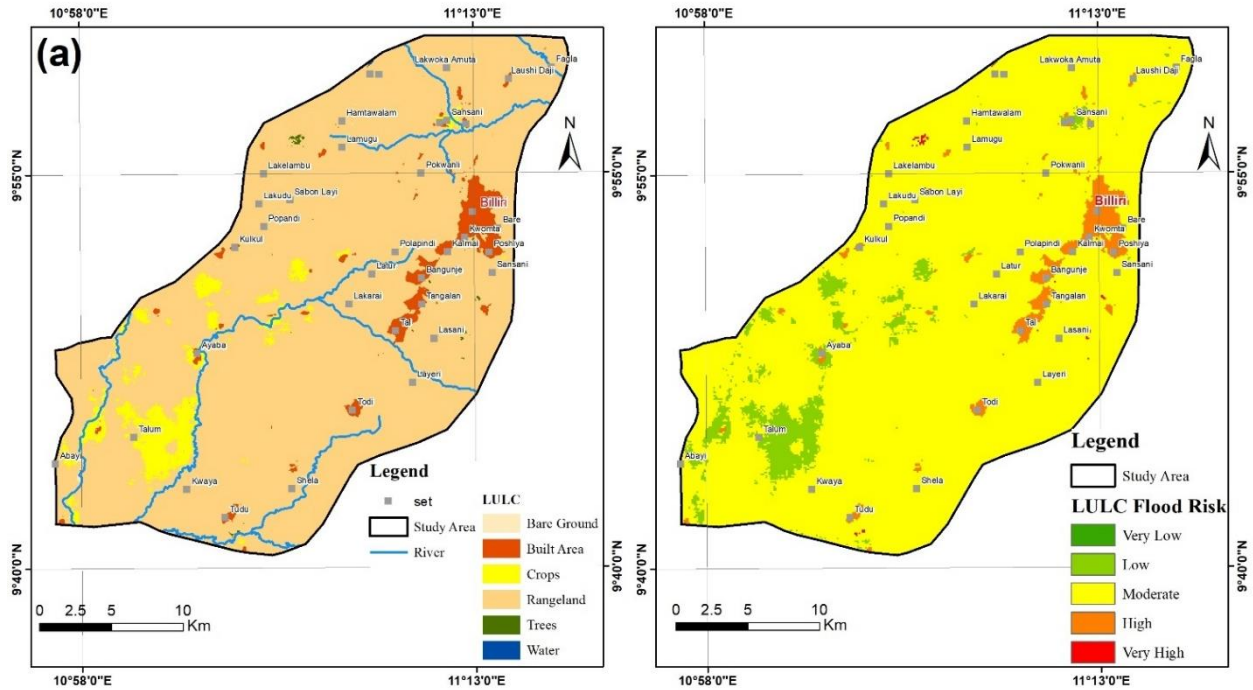 10°58'0"E
11°13'0"E
10°58'0"E
11°13'0"E
(a)
Lakwoka Amuta
Fagla
Laushi Daji
Hamtawalam
Sansani
N
Lamugu
9°55'0"N
Lakelambu
Pokwanli
Sabon Layi
Lakudu
Billiri
Popandi
Bare
Kwomta
Kulkul
Polapindi
Kalmai
Poshiya
Latur
Bangunje
Sansani
Lakarai
Tangalan
Tal
Lasani
Ayaba
Layeri
Todi
Talum
Abayi
Kwaya
Shela
Tudu
9°40'0"N
Legend
set
Study Area
River
LULC
Bare Ground
Built Area
Crops
Rangeland
Trees
Water
0 2.5 5 10
Km
10°58'0"E
11°13'0"E
Lakwoka Amuta
Fagla
Laushi Daji
Hamtawalam
Sansani
N
Lamugu
9°55'0"N
9°55'0"N
Lakelambu
Pokwanli
Sabon Layi
Lakudu
Billiri
Popandi
Bare
Kwomta
Kulkul
Polapindi
Kalmai
Poshiya
Latur
Bangunje
Sansani
Lakarai
Tangalan
Tal
Lasani
Ayaba
Layeri
Todi
Talum
Abayi
Kwaya
Shela
Tudu
9°40'0"N
9°40'0"N
Legend
Study Area
LULC Flood Risk
Very Low
Low
Moderate
High
Very High
0 2.5 5 10
Km
10°58'0"E
11°13'0"E